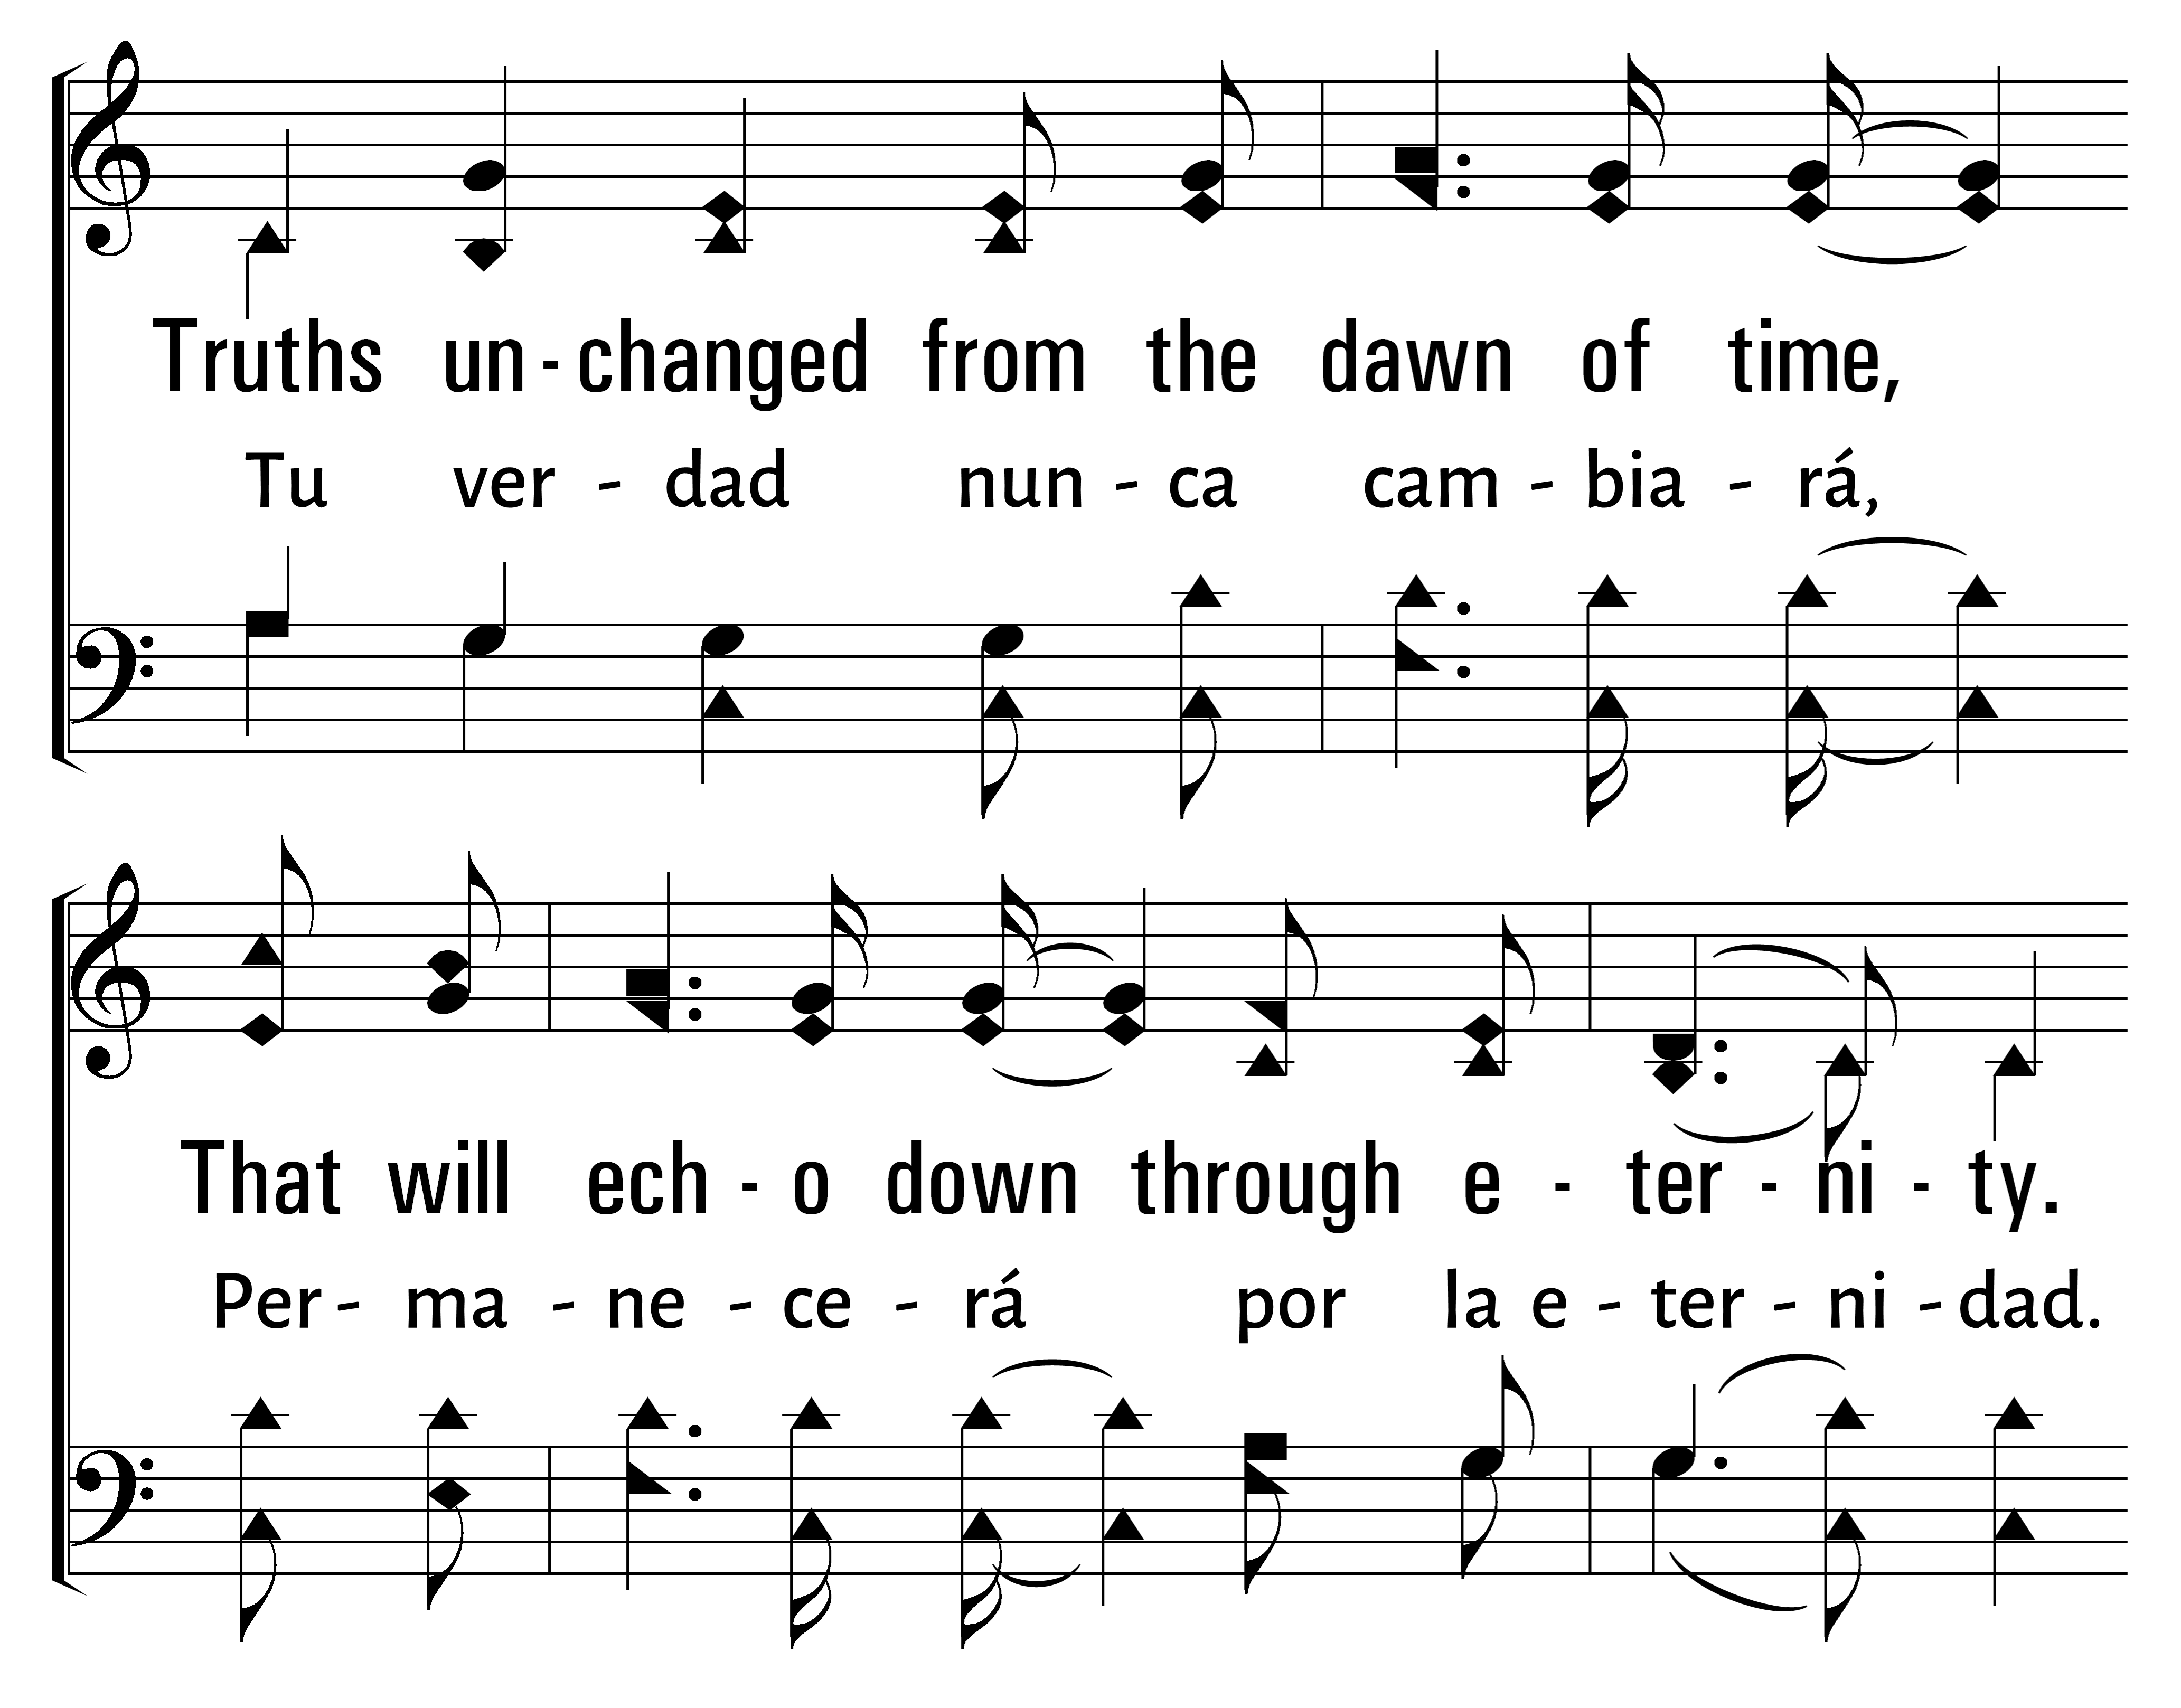 Truths un - changed from the dawn of time,
Tu ver - dad nun - ca cam - bia - rá,
That will ech - o down through e - ter - ni - ty.
Per - ma - ne - ce - rá por la e - ter - ni - dad.